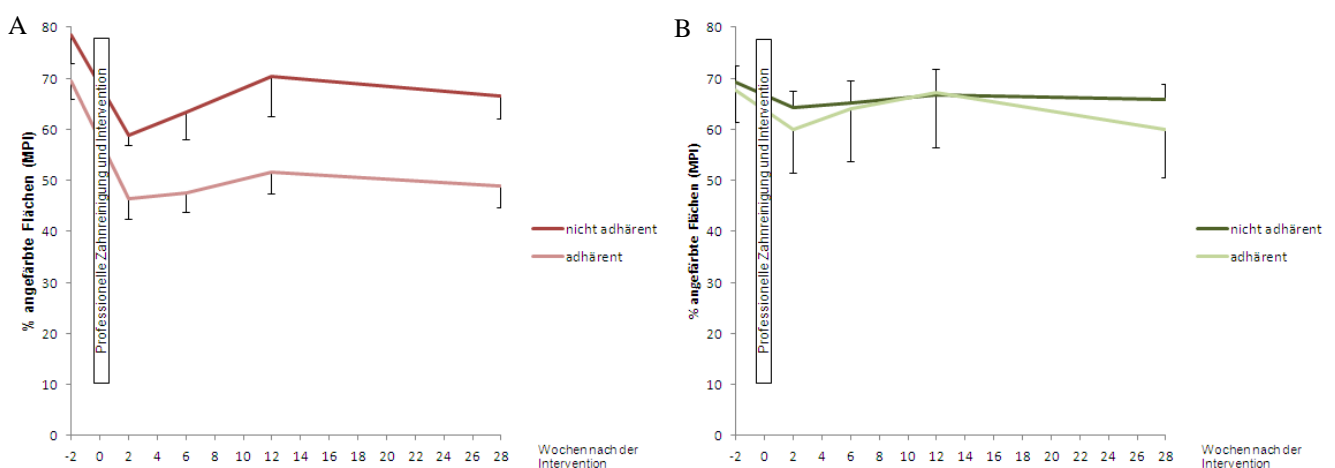 A
80
70
60
50
40
30
20
10
0
% angefärbte Flächen (MPI)
Professionelle Zahnreinigung und Intervention
-2 0 2 4 6 8 10 12 14 16 18 20 22 24 26 28
Wochen nach der
Intervention
nicht adhärent
adhärent
B
80
70
60
50
40
30
20
10
0
% angefärbte Flächen (MPI)
Professionelle Zahnreinigung und Intervention
-2 0 2 4 6 8 10 12 14 16 18 20 22 24 26 28
Wochen nach der
Intervention
nicht adhärent
adhärent